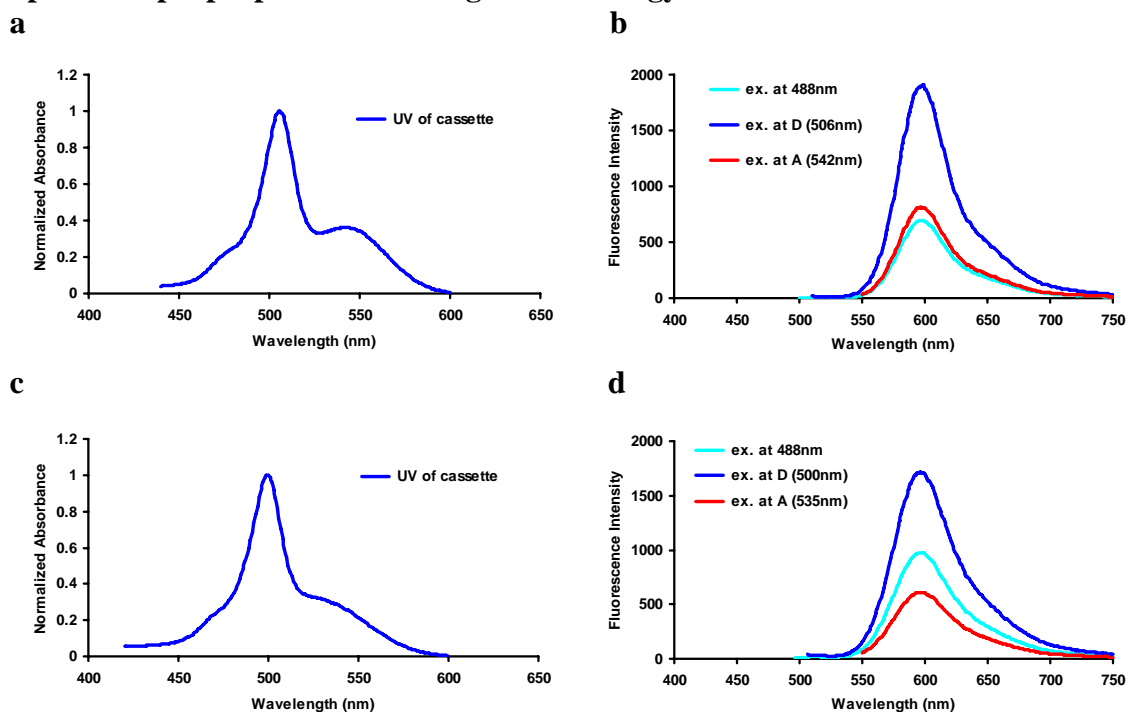 a
b
1.2
1
0.8
0.6
0.4
0.2
0
400 450 500 550 600 650
Normalized Absorbance
Wavelength (nm)
UV of cassette
2000
1500
1000
500
0
400 450 500 550 600 650 700 750
Fluorescence Intensity
Wavelength (nm)
ex. at 488nm
ex. at D (506nm)
ex. at A (542nm)
c
d
1.2
1
0.8
0.6
0.4
0.2
0
400 450 500 550 600 650
Normalized Absorbance
Wavelength (nm)
UV of cassette
2000
1500
1000
500
0
400 450 500 550 600 650 700 750
Fluorescence Intensity
Wavelength (nm)
ex. at 488nm
ex. at D (500nm)
ex. at A (535nm)